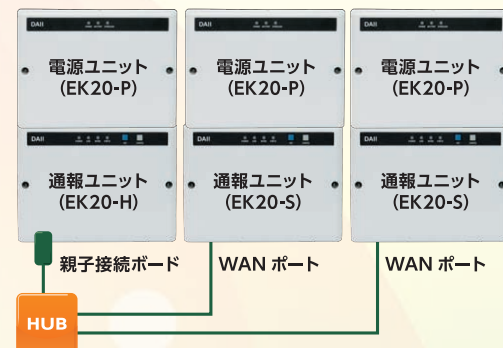 DAII
DAII
DAII
電源ユニット
(EK20-P)
電源ユニット
(EK20-P)
電源ユニット
(EK20-P)
DAII
DAII
DAII
通報ユニット
(EK20-H)
通報ユニット
(EK20-S)
通報ユニット
(EK20-S)
親子接続ボード
WAN ポート
WAN ポート
HUB